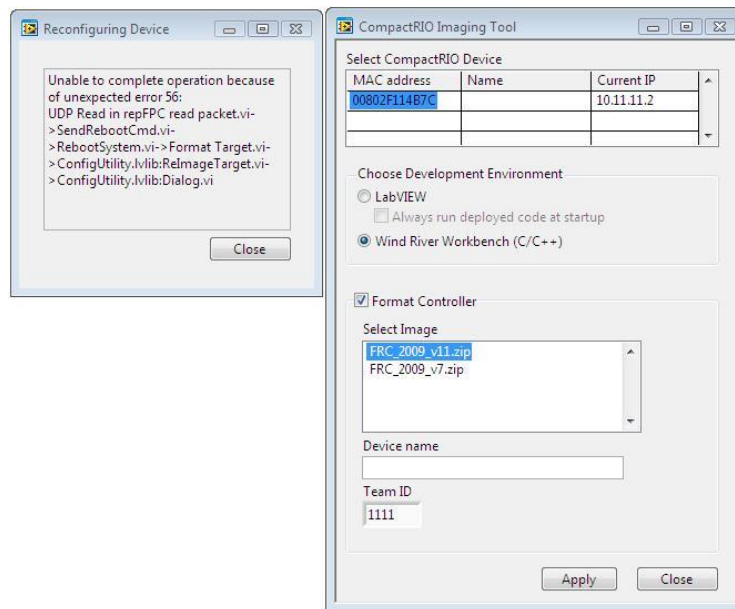 Reconfiguring Device
Unable to complete operation because
of unexpected error 56:
UDP Read in repFPC read packet.vi-
>SendRebootCmd.vi-
>RebootSystem.vi->Format Target.vi-
>ConfigUtility.lvlib:ReImageTarget.vi-
>ConfigUtility.lvlib:Dialog.vi
Close
CompactRIO Imaging Tool
Select CompactRIO Device
MAC address Name Current IP
00802F114B7C 10.11.11.2
Choose Development Environment
LabVIEW
Always run deployed code at startup
Wind River Workbench (C/C++)
Format Controller
Select Image
FRC_2009_v11.zip
FRC_2009_v7.zip
Device name
Team ID
1111
Apply Close